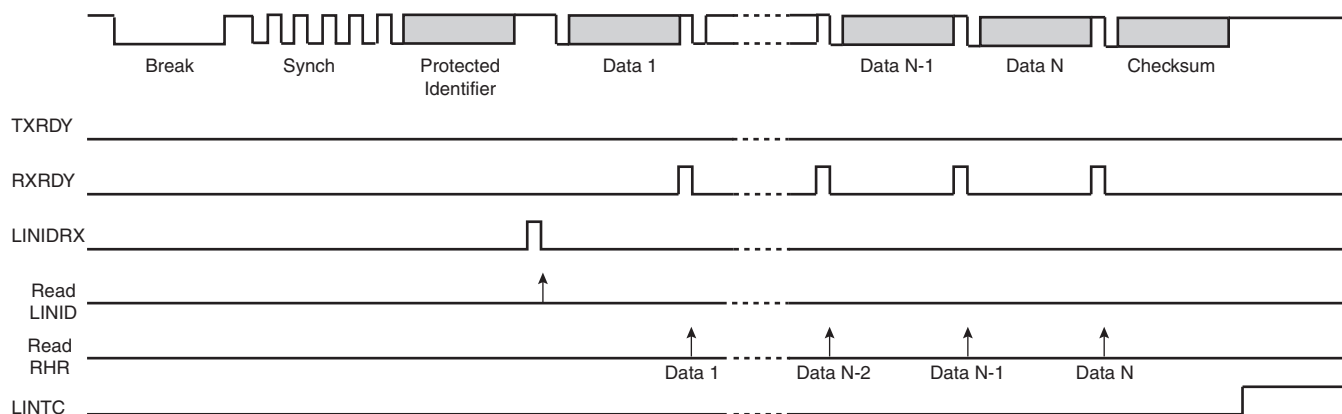 Break
Synch
Protected
Identifier
Data 1
Data N-1
Data N
Checksum
TXRDY
RXRDY
LINIDRX
Read
LINID
Read
RHR
Data 1
Data N-2
Data N-1
Data N
LINTC